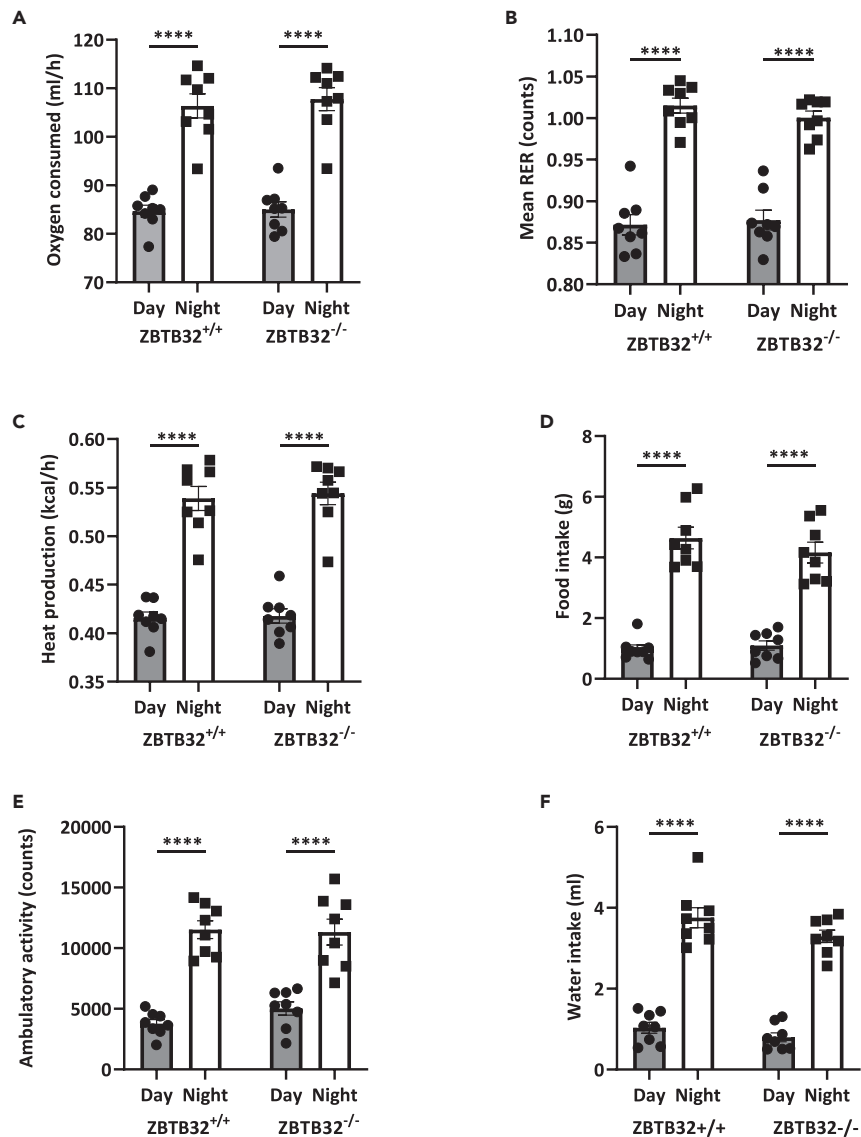 A
Oxygen consumed (ml/h)
120
110
100
90
80
70
**** ****
Day Night Day Night
ZBTB32+/+ ZBTB32-/-
B
Mean RER (counts)
1.10
1.05
1.00
0.95
0.90
0.85
0.80
**** ****
Day Night Day Night
ZBTB32+/+ ZBTB32-/-
C
Heat production (kcal/h)
0.60
0.55
0.50
0.45
0.40
0.35
**** ****
Day Night Day Night
ZBTB32+/+ ZBTB32-/-
D
Food intake (g)
8
6
4
2
0
**** ****
Day Night Day Night
ZBTB32+/+ ZBTB32-/-
E
Ambulatory activity (counts)
20000
15000
10000
5000
0
**** ****
Day Night Day Night
ZBTB32+/+ ZBTB32-/-
F
Water intake (ml)
6
4
2
0
**** ****
Day Night Day Night
ZBTB32+/+ ZBTB32-/-